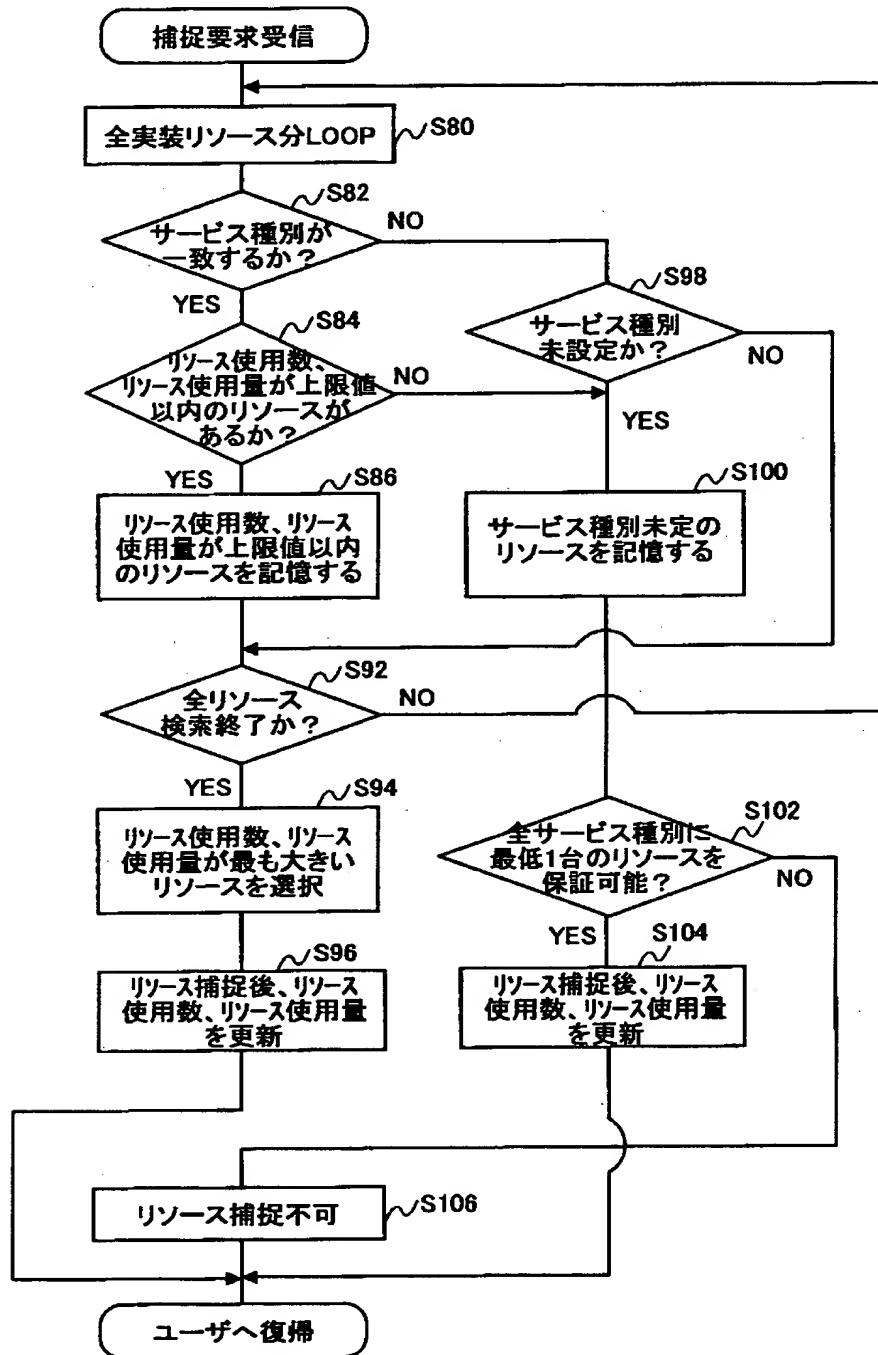 捕捉要求受信
全実装リソース分LOOP
S80
サービス種別が
一致するか？
S82
NO
YES
サービス種別
未設定か？
S98
NO
YES
リソース使用数、
リソース使用量が上限値
以内のリソースが
あるか？
S84
NO
YES
リソース使用数、リソース
使用量が上限値以内
のリソースを記憶する
S86
サービス種別未定の
リソースを記憶する
S100
全リソース
検索終了か？
S92
NO
YES
リソース使用数、リソース
使用量が最も大きい
リソースを選択
S94
全サービス種別に
最低1台のリソースを
保証可能？
S102
NO
YES
リソース捕捉後、リソース
使用数、リソース使用量
を更新
S96
リソース捕捉後、リソース
使用数、リソース使用量
を更新
S104
リソース捕捉不可
S106
ユーザへ復帰